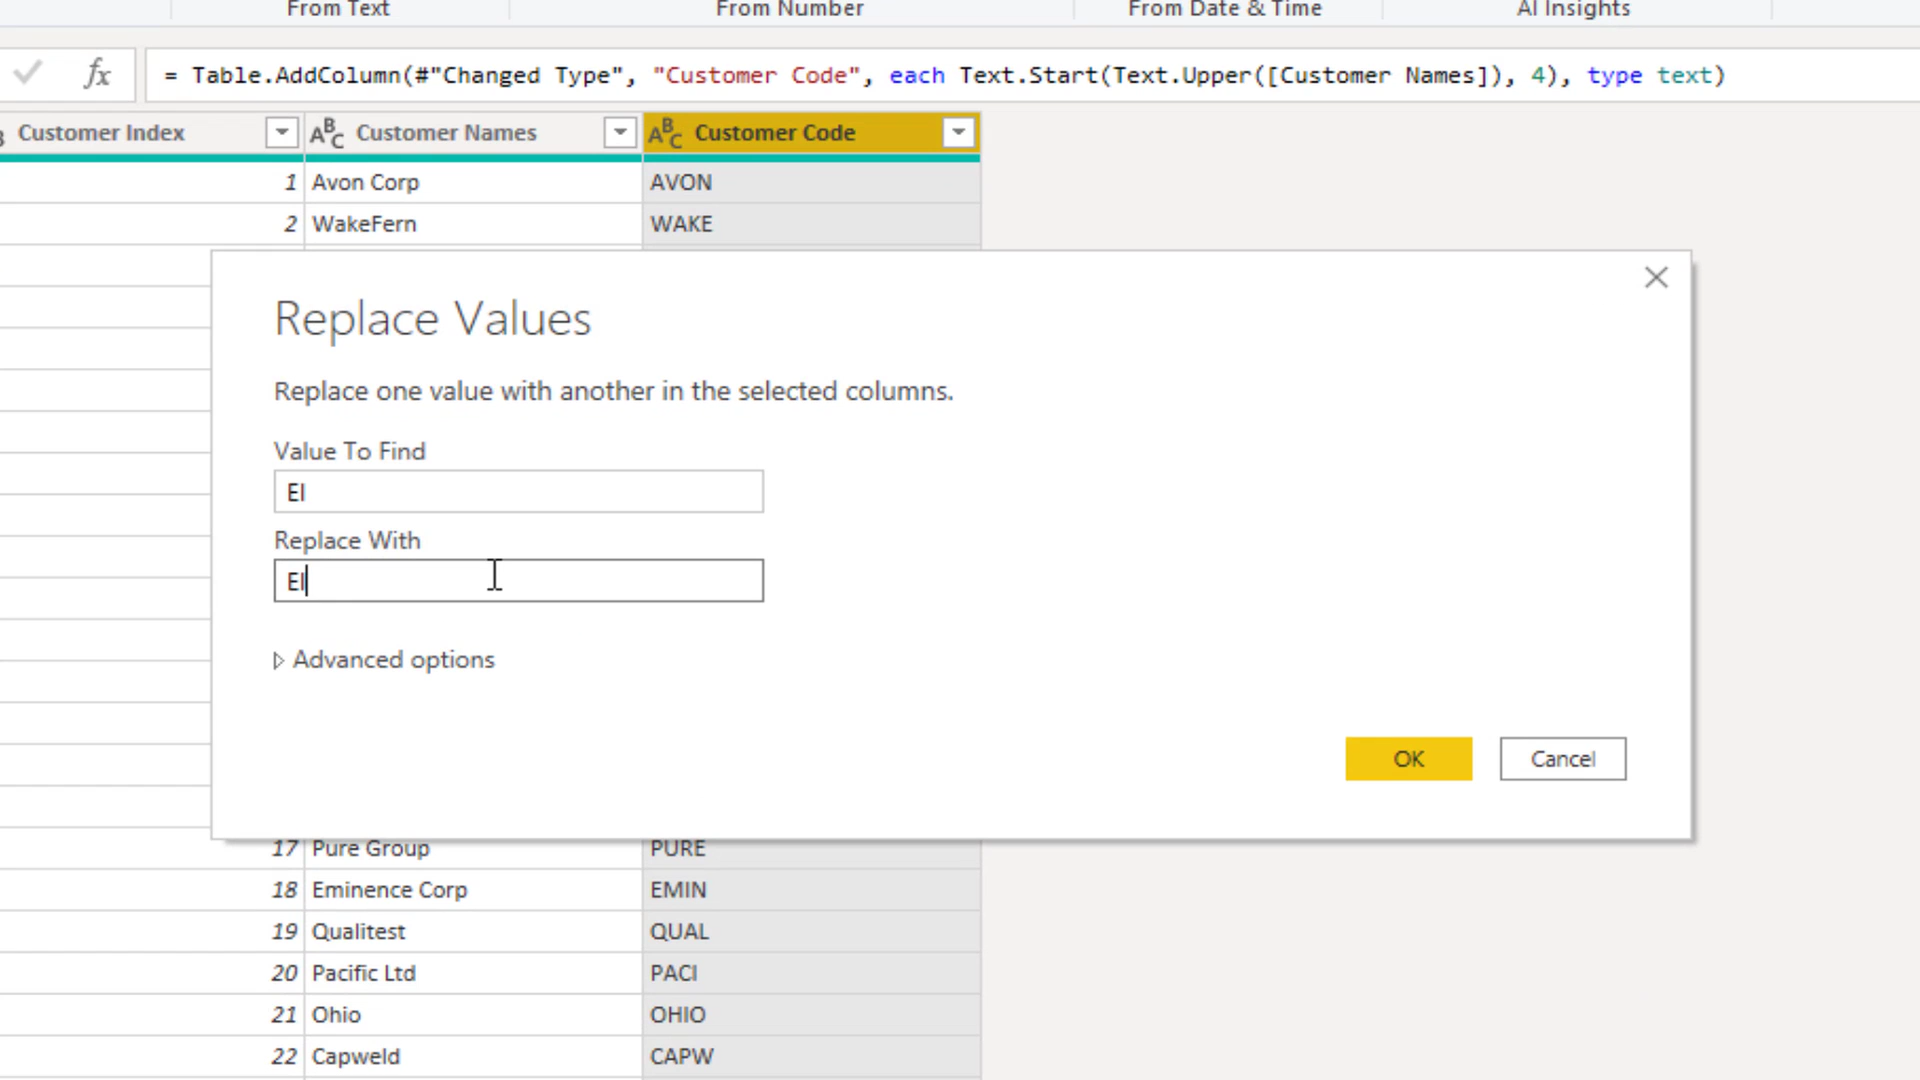 From Text From Number From Date & Time AI Insights
fx = Table.AddColumn(#"Changed Type", "Customer Code", each Text.Start(Text.Upper([Customer Names]), 4), type text)
Customer Index ABC Customer Names ABC Customer Code
1 Avon Corp AVON
2 WakeFern WAKE
Replace Values
Replace one value with another in the selected columns.
Value To Find
EI
Replace With
EI
Advanced options
OK Cancel
17 Pure Group PURE
18 Eminence Corp EMIN
19 Qualitest QUAL
20 Pacific Ltd PACI
21 Ohio OHIO
22 Capweld CAPW